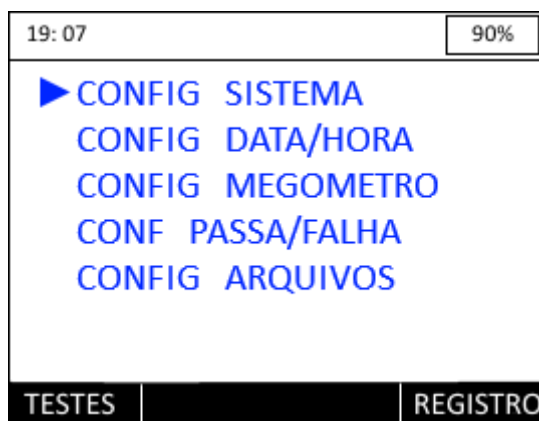 19: 07 90%
CONFIG SISTEMA
CONFIG DATA/HORA
CONFIG MEGOMETRO
CONF PASSA/FALHA
CONFIG ARQUIVOS
TESTES REGISTRO